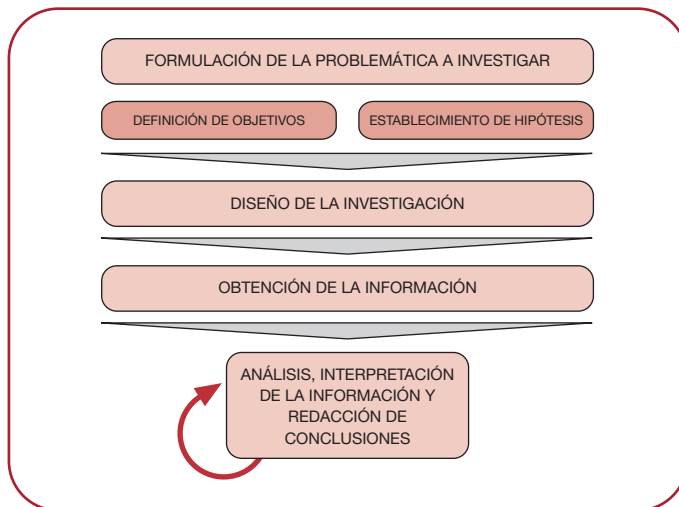 FORMULACIÓN DE LA PROBLEMÁTICA A INVESTIGAR
DEFINICIÓN DE OBJETIVOS
ESTABLECIMIENTO DE HIPÓTESIS
DISEÑO DE LA INVESTIGACIÓN
OBTENCIÓN DE LA INFORMACIÓN
ANÁLISIS, INTERPRETACIÓN
DE LA INFORMACIÓN Y
REDACCIÓN DE
CONCLUSIONES